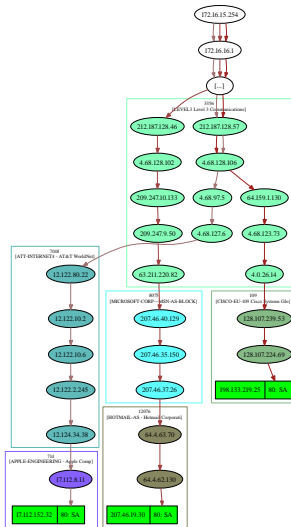 172.16.15.254
172.16.16.1
[...]
3356
[LEVEL3 Level 3 Communications]
212.187.128.46 212.187.128.57
4.68.128.102 4.68.128.106
209.247.10.133 4.68.97.5 64.159.1.130
209.247.9.50 4.68.127.6 4.68.123.73
7018
[ATT-INTERNET4 - AT&T WorldNet]
12.122.80.22 63.211.220.82 4.0.26.14
8075
[MICROSOFT-CORP---MSN-AS-BLOCK]
109
[CISCO-EU-109 Cisco Systems Glo]
12.122.10.2 207.46.40.129 128.107.239.53
12.122.10.6 207.46.35.150 128.107.224.69
12.122.2.245 207.46.37.26 198.133.219.25 80: SA
12076
[HOTMAIL-AS - Hotmail Corporati]
12.124.34.38 64.4.63.70
714
[APPLE-ENGINEERING - Apple Comp]
17.112.8.11 64.4.62.130
17.112.152.32 80: SA 207.46.19.30 80: SA